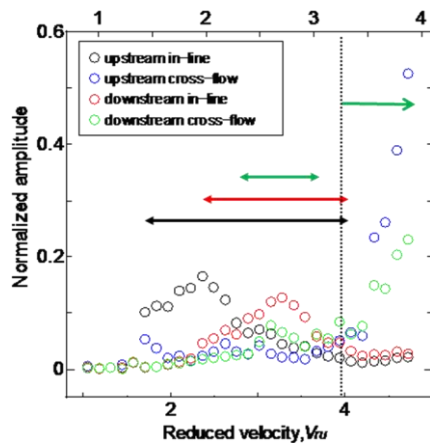 1 2 3 4
0.6
upstream in-line
upstream cross-flow
downstream in-line
downstream cross-flow
0.4
Normalized amplitude
0.2
0
2 4
Reduced velocity,Vru